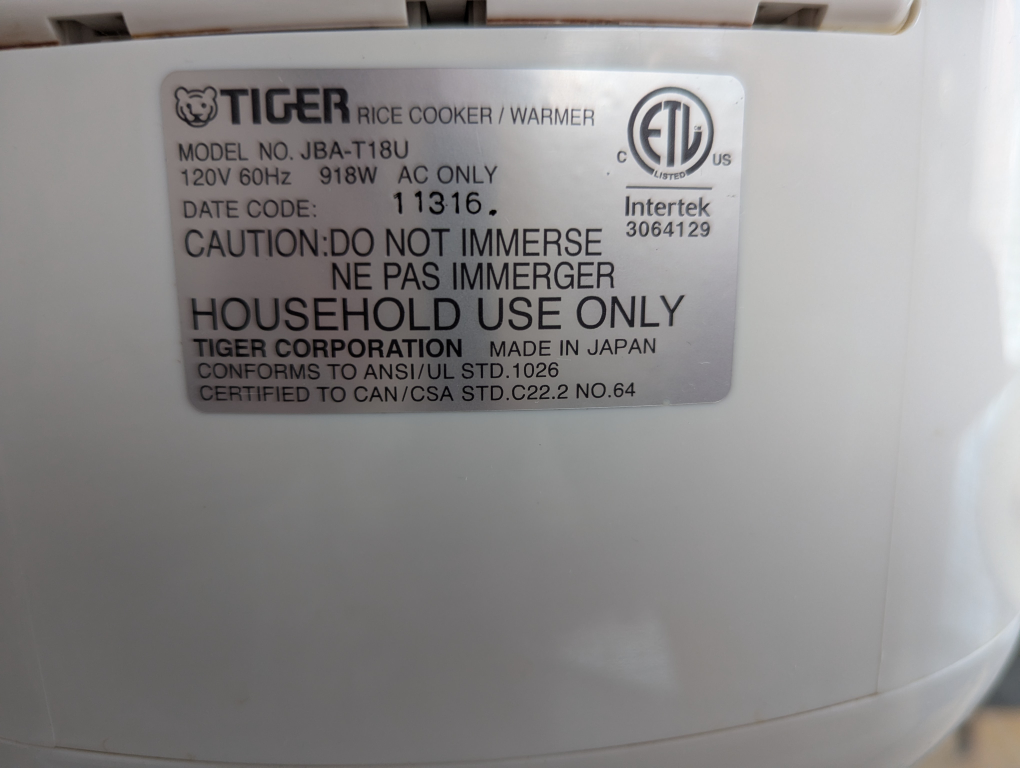 TIGER RICE COOKER / WARMER
MODEL NO. JBA-T18U
120V 60Hz 918W AC ONLY
DATE CODE: 11316.
CAUTION:DO NOT IMMERSE
NE PAS IMMERGER
HOUSEHOLD USE ONLY
TIGER CORPORATION MADE IN JAPAN
CONFORMS TO ANSI/UL STD.1026
CERTIFIED TO CAN/CSA STD.C22.2 NO.64
ETL TM
LISTED
C US
Intertek
3064129